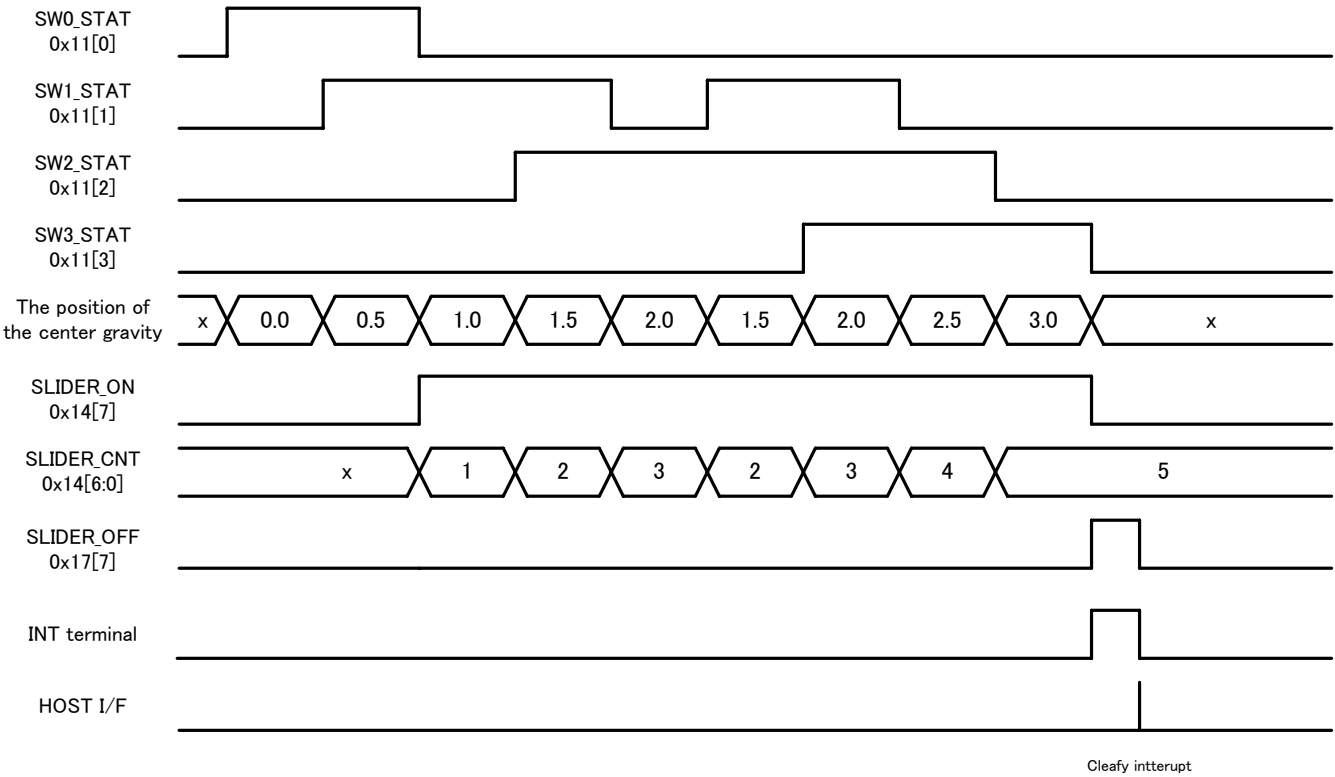 SW0_STAT
0x11[0]
SW1_STAT
0x11[1]
SW2_STAT
0x11[2]
SW3_STAT
0x11[3]
The position of
the center gravity
x 0.0 0.5 1.0 1.5 2.0 1.5 2.0 2.5 3.0 x
SLIDER_ON
0x14[7]
SLIDER_CNT
0x14[6:0]
x 1 2 3 2 3 4 5
SLIDER_OFF
0x17[7]
INT terminal
HOST I/F
Cleafy intterupt